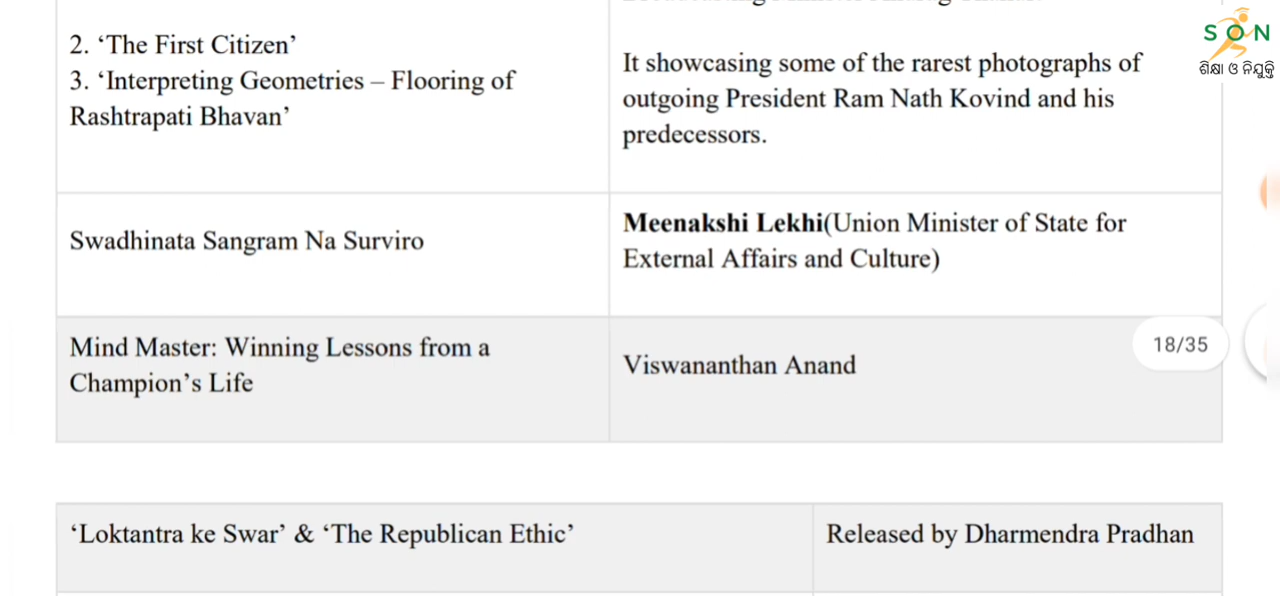 SON
ଶିକ୍ଷା ଓ ନିଯୁକ୍ତି
2. ‘The First Citizen’
3. ‘Interpreting Geometries – Flooring of
Rashtrapati Bhavan’
It showcasing some of the rarest photographs of
outgoing President Ram Nath Kovind and his
predecessors.
Swadhinata Sangram Na Surviro
Meenakshi Lekhi(Union Minister of State for
External Affairs and Culture)
Mind Master: Winning Lessons from a
Champion’s Life
Viswananthan Anand
18/35
‘Loktantra ke Swar’ & ‘The Republican Ethic’
Released by Dharmendra Pradhan